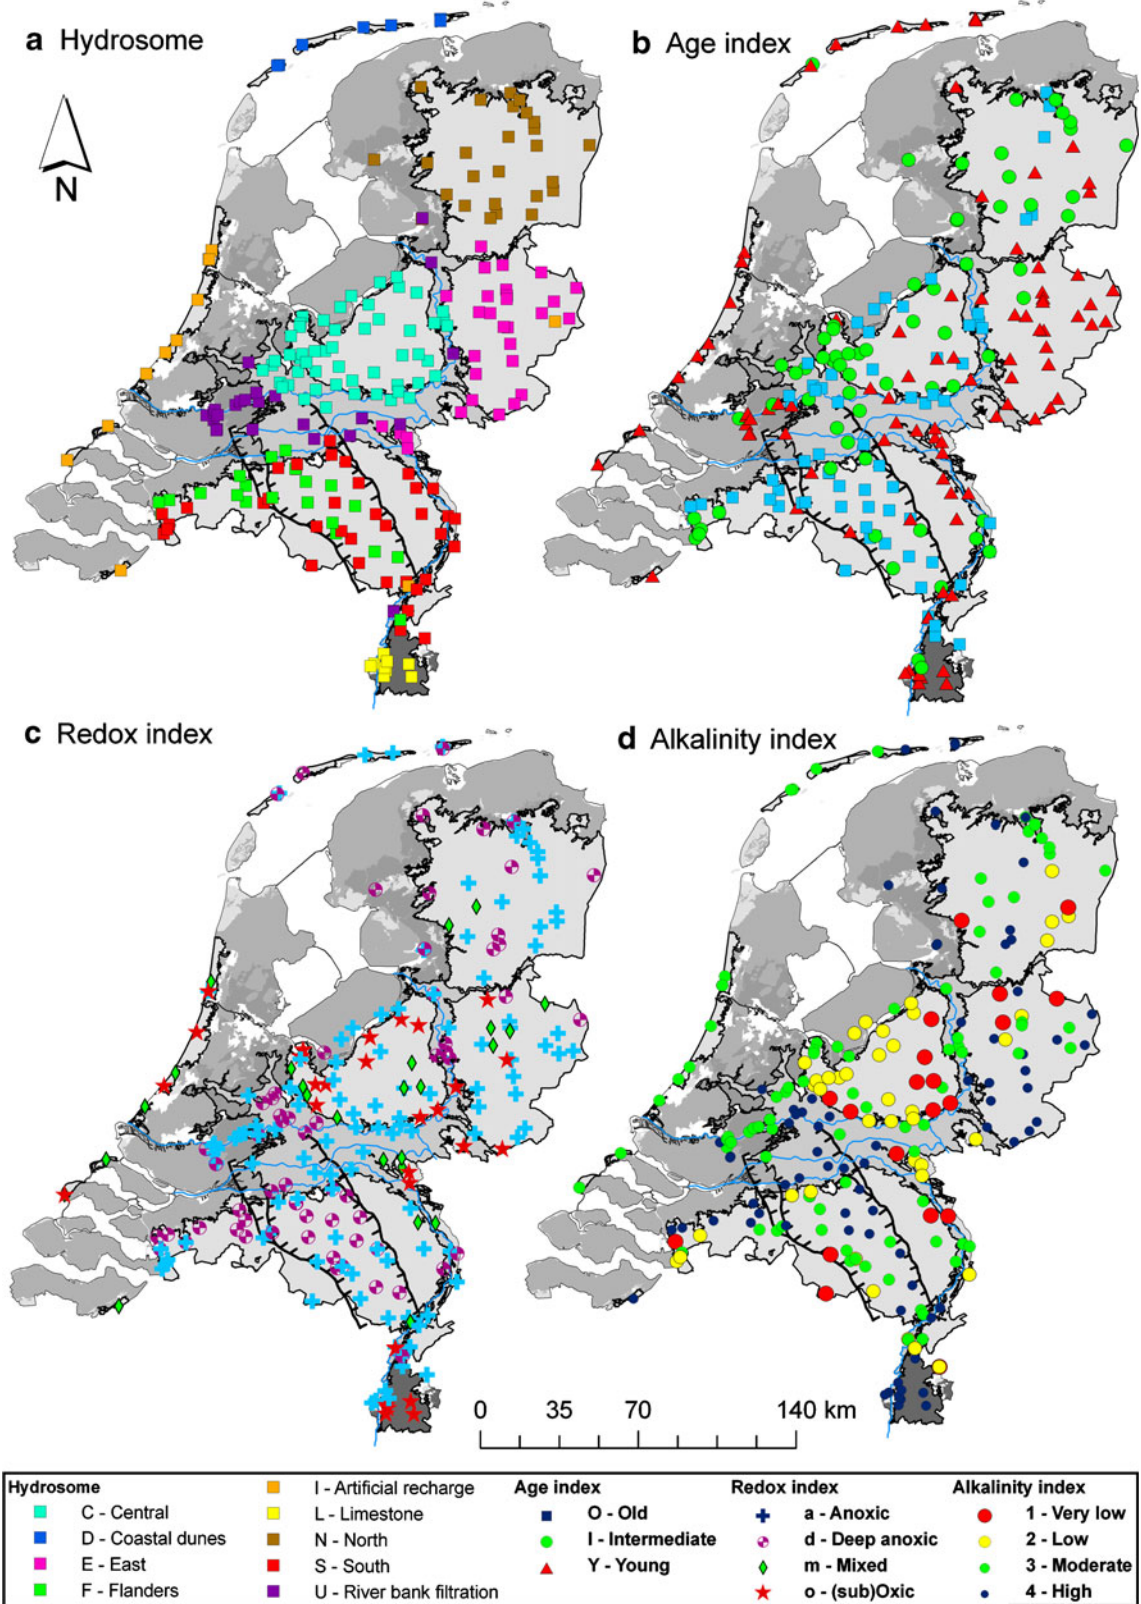 a Hydrosome
b Age index
N
c Redox index
d Alkalinity index
0 35 70 140 km
Hydrosome
C - Central
D - Coastal dunes
E - East
F - Flanders
I - Artificial recharge
L - Limestone
N - North
S - South
U - River bank filtration
Age index
O - Old
I - Intermediate
Y - Young
Redox index
a - Anoxic
d - Deep anoxic
m - Mixed
o - (sub)Oxic
Alkalinity index
1 - Very low
2 - Low
3 - Moderate
4 - High